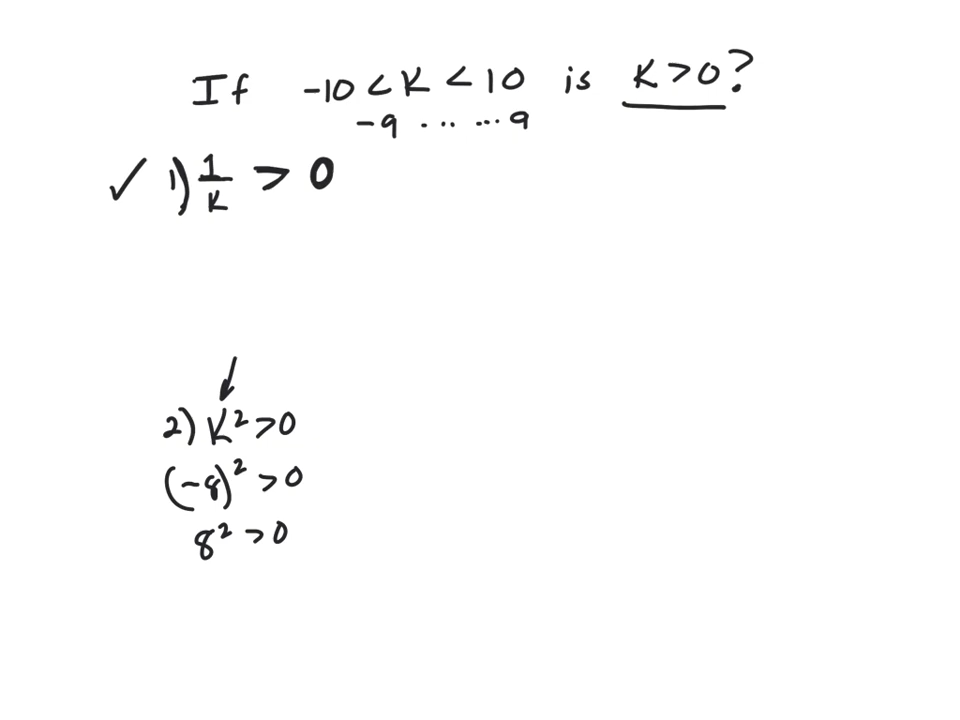 If -10 < K < 10 is K > 0?
-9 ... ... 9
✓ 1) 1/K > 0
2) K² > 0
(-8)² > 0
8² > 0